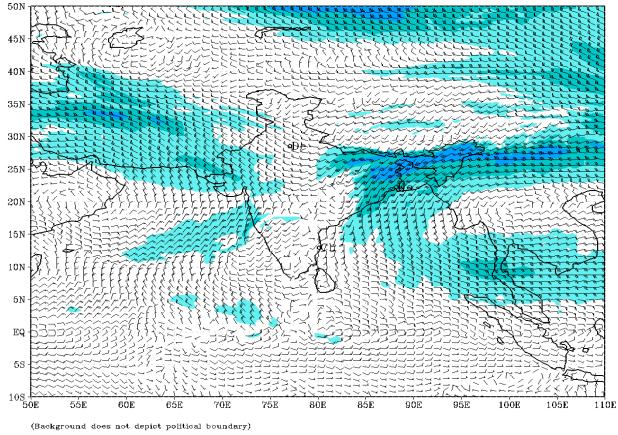 50N
45N
40N
35N
30N
25N
20N
15N
10N
5N
EQ
5S
10S
50E 55E 60E 65E 70E 75E 80E 85E 90E 95E 100E 105E 110E
(Background does not depict political boundary)